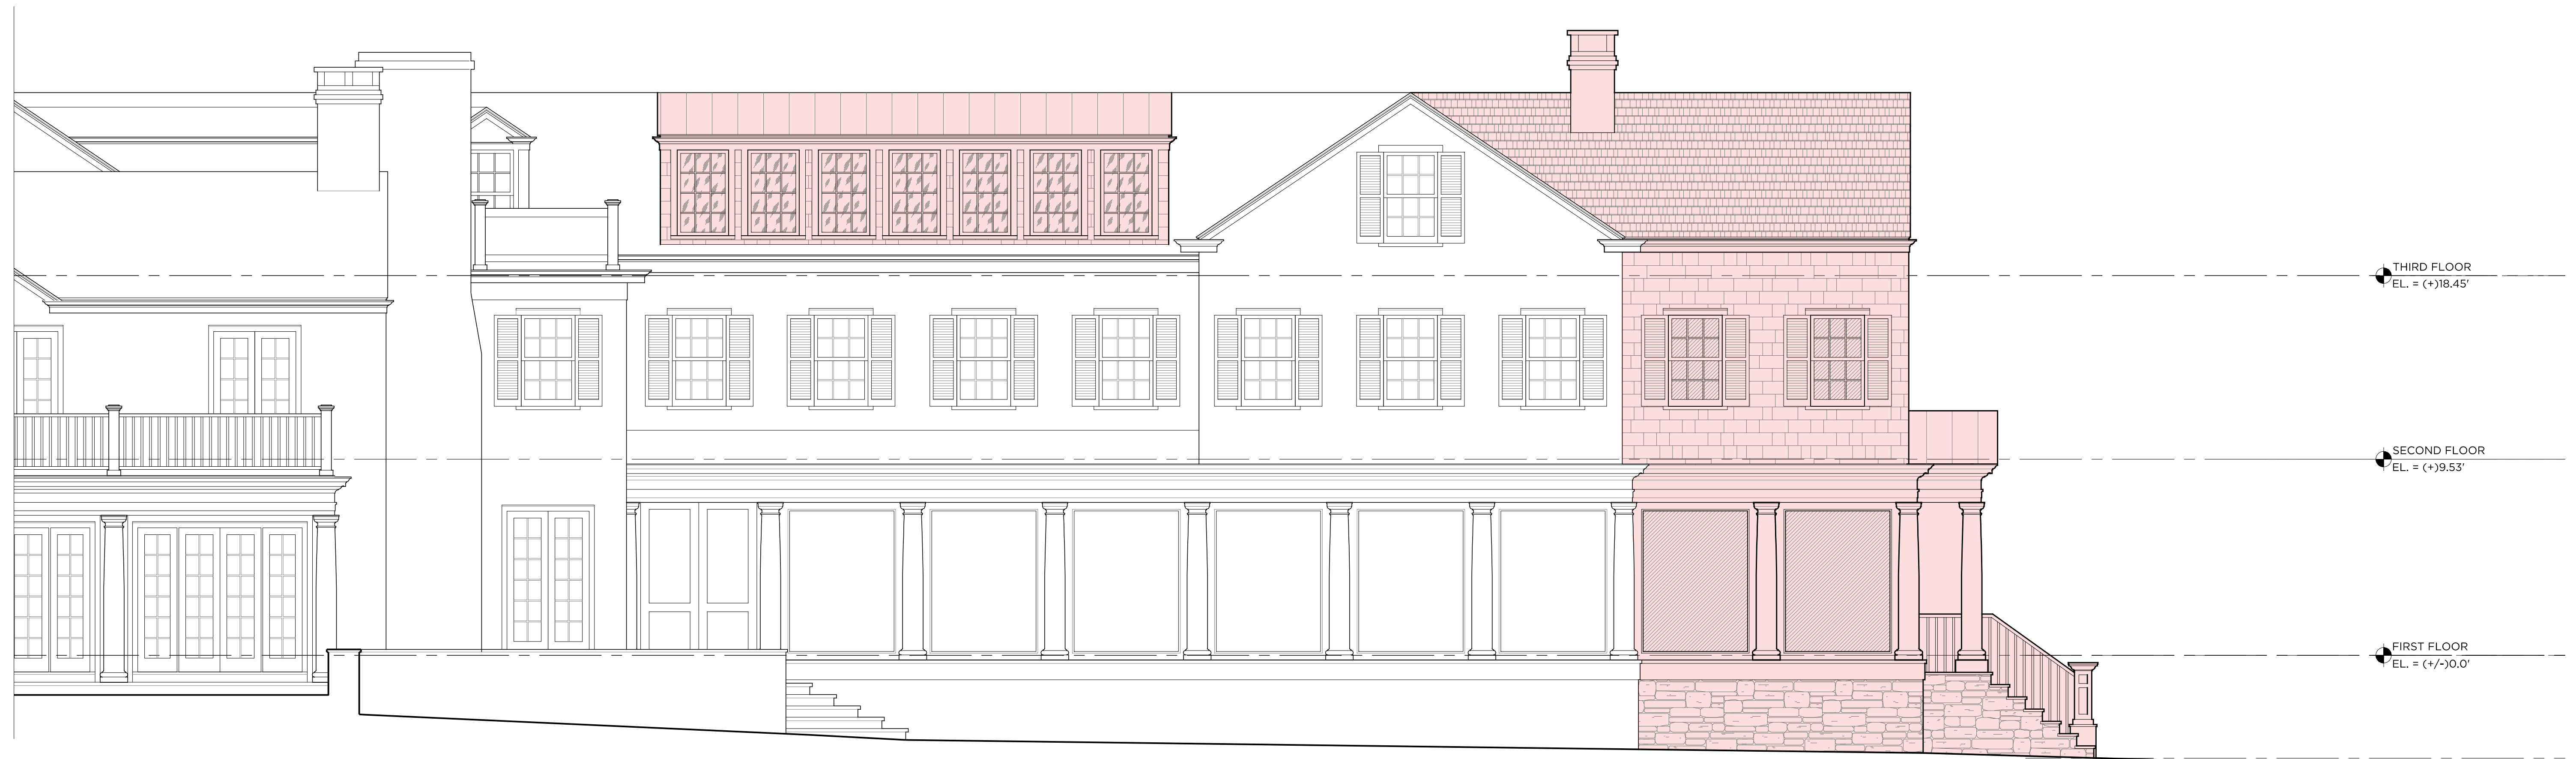 THIRD FLOOR
EL. = (+)18.45'
SECOND FLOOR
EL. = (+)9.53'
FIRST FLOOR
EL. = (+/-)0.0'